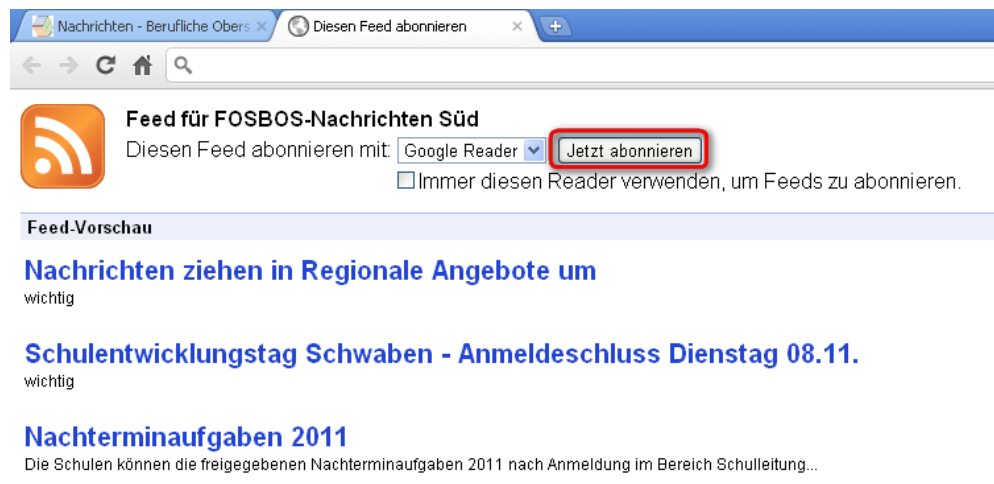 Nachrichten - Berufliche Obers
Diesen Feed abonnieren
Feed für FOSBOS-Nachrichten Süd
Diesen Feed abonnieren mit: Google Reader Jetzt abonnieren
Immer diesen Reader verwenden, um Feeds zu abonnieren.
Feed-Vorschau
Nachrichten ziehen in Regionale Angebote um
wichtig
Schulentwicklungstag Schwaben - Anmeldeschluss Dienstag 08.11.
wichtig
Nachterminaufgaben 2011
Die Schulen können die freigegebenen Nachterminaufgaben 2011 nach Anmeldung im Bereich Schulleitung...